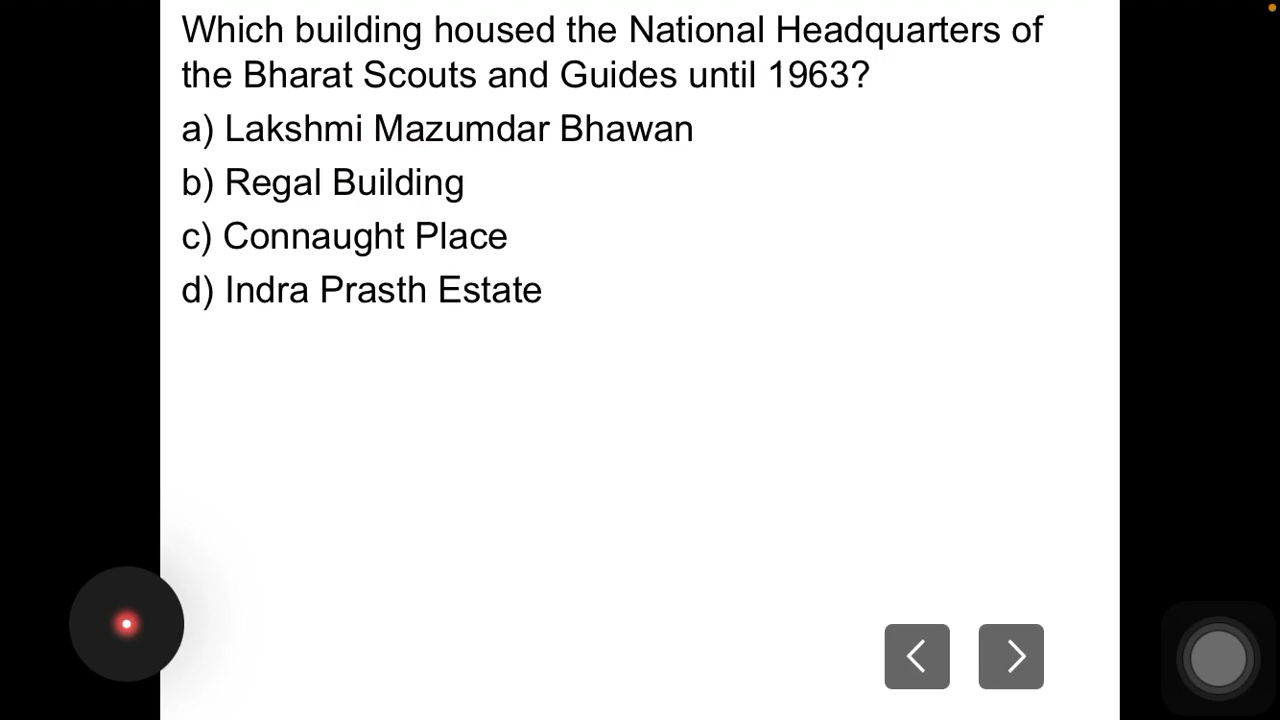 Which building housed the National Headquarters of
the Bharat Scouts and Guides until 1963?
a) Lakshmi Mazumdar Bhawan
b) Regal Building
c) Connaught Place
d) Indra Prasth Estate